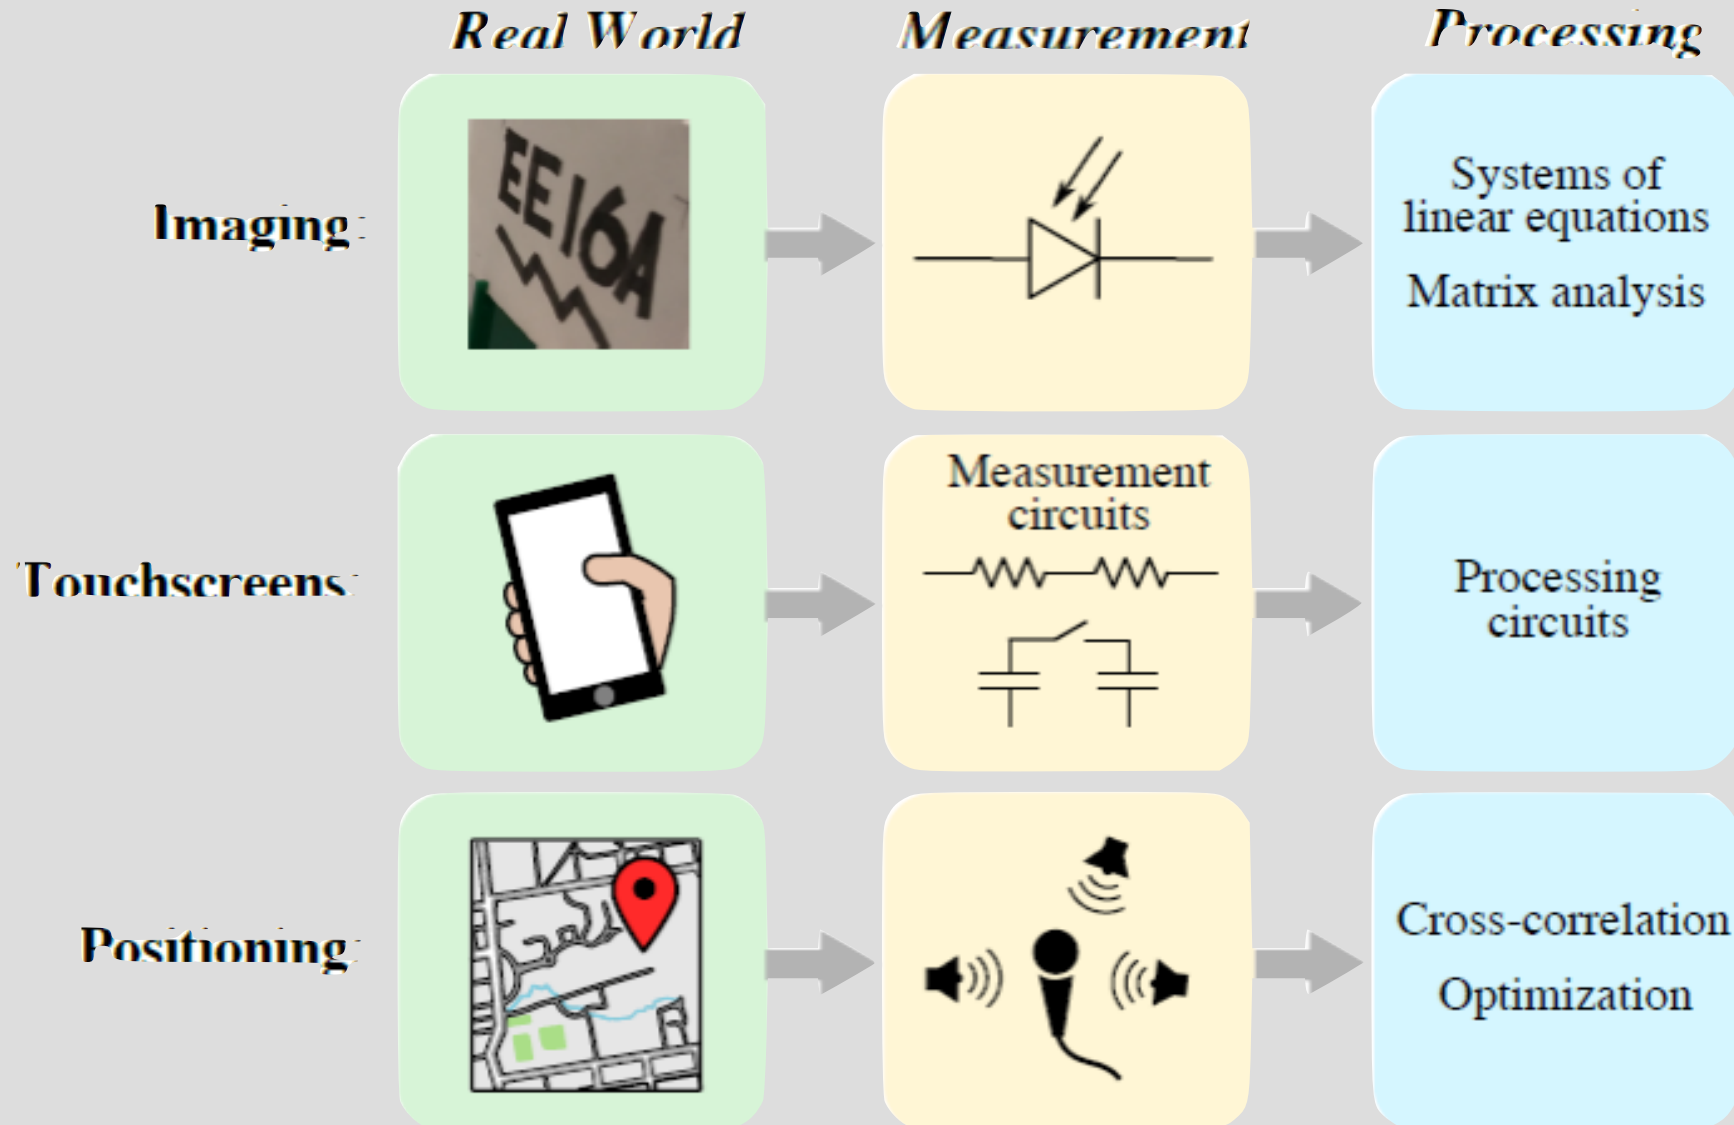 Real World Measurement Processing
EE16A
Imaging:
Systems of
linear equations
Matrix analysis
Measurement
circuits
Touchscreens:
Processing
circuits
Positioning:
Cross-correlation
Optimization